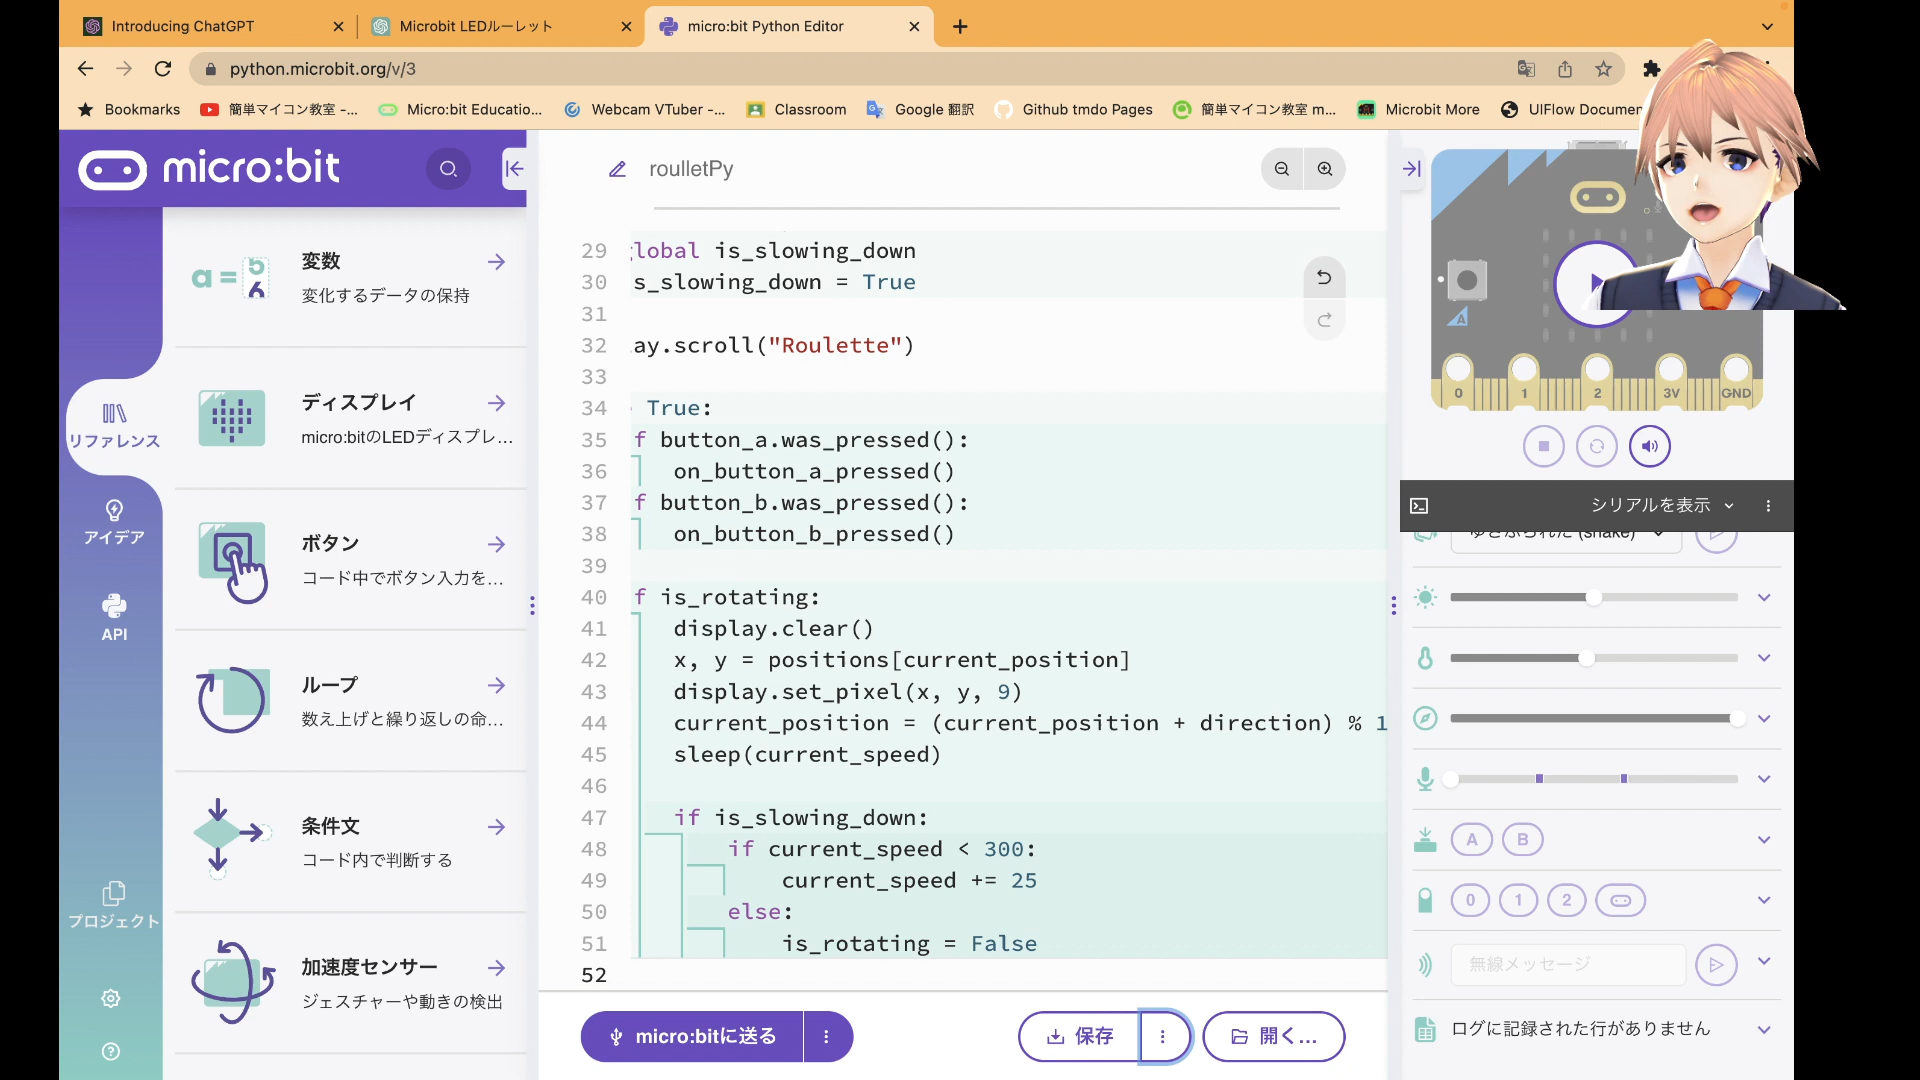 Introducing ChatGPT
Microbit LEDルーレット
micro:bit Python Editor
python.microbit.org/v/3
Bookmarks
簡単マイコン教室 -...
Micro:bit Educatio...
Webcam VTuber -...
Classroom
Google 翻訳
Github tmdo Pages
簡単マイコン教室 m...
Microbit More
UIFlow Documen
micro:bit
roulletPy
リファレンス
アイデア
API
プロジェクト
変数
変化するデータの保持
ディスプレイ
micro:bitのLEDディスプレ...
ボタン
コード中でボタン入力を...
ループ
数え上げと繰り返しの命...
条件文
コード内で判断する
加速度センサー
ジェスチャーや動きの検出
29 lobal is_slowing_down
30 s_slowing_down = True
31
32 ay.scroll("Roulette")
33
34 True:
35 f button_a.was_pressed():
36 on_button_a_pressed()
37 f button_b.was_pressed():
38 on_button_b_pressed()
39
40 f is_rotating:
41 display.clear()
42 x, y = positions[current_position]
43 display.set_pixel(x, y, 9)
44 current_position = (current_position + direction) % 1
45 sleep(current_speed)
46
47 if is_slowing_down:
48 if current_speed < 300:
49 current_speed += 25
50 else:
51 is_rotating = False
52
micro:bitに送る
保存
開く...
A
0 1 2 3V GND
シリアルを表示
ゆさぶられた (shake)
A B
0 1 2
無線メッセージ
ログに記録された行がありません